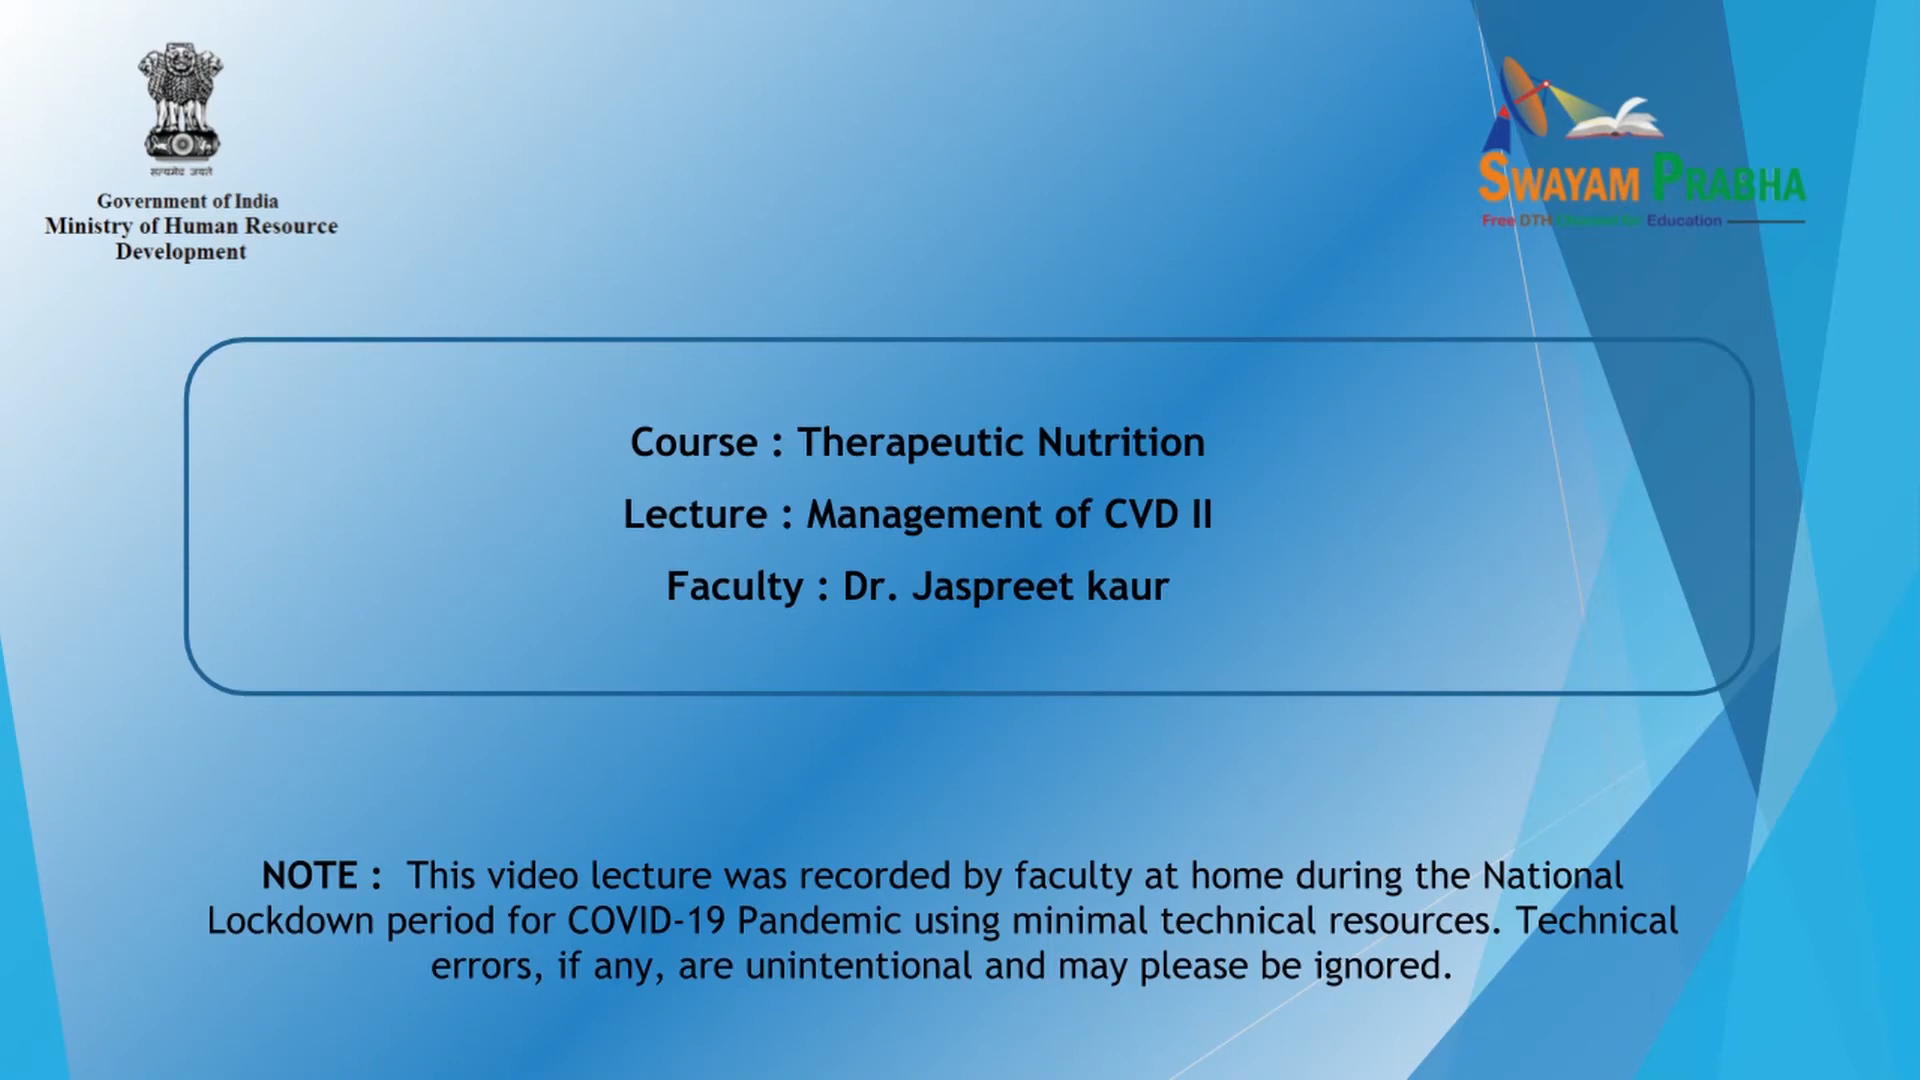 सत्यमेव जयते
Government of India
Ministry of Human Resource
Development
SWAYAM PRABHA
Free DTH Channel for Education
Course : Therapeutic Nutrition
Lecture : Management of CVD II
Faculty : Dr. Jaspreet kaur
NOTE : This video lecture was recorded by faculty at home during the National
Lockdown period for COVID-19 Pandemic using minimal technical resources. Technical
errors, if any, are unintentional and may please be ignored.